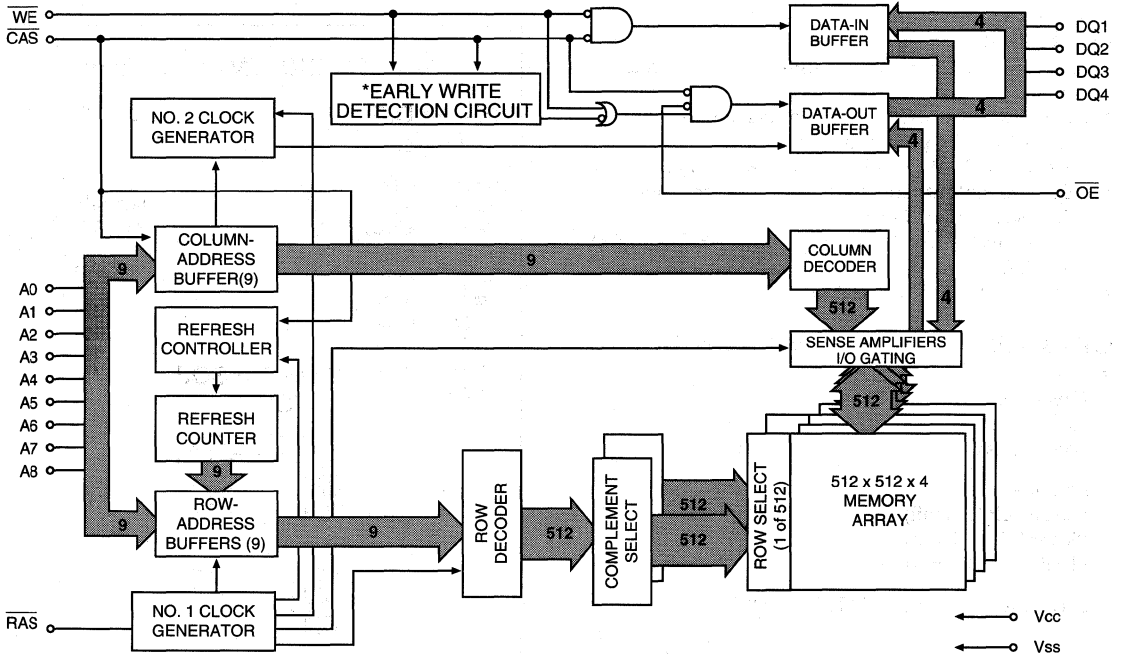 WE
CAS
*EARLY WRITE
DETECTION CIRCUIT
DATA-IN
BUFFER
4
DQ1
DQ2
DQ3
DQ4
NO. 2 CLOCK
GENERATOR
DATA-OUT
BUFFER
4
4
OE
COLUMN-
ADDRESS
BUFFER(9)
9
9
COLUMN
DECODER
512
4
A0
A1
A2
A3
A4
A5
A6
A7
A8
REFRESH
CONTROLLER
SENSE AMPLIFIERS
I/O GATING
512
REFRESH
COUNTER
9
ROW-
ADDRESS
BUFFERS (9)
9
9
ROW
DECODER
512
COMPLEMENT
SELECT
512
512
ROW SELECT
(1 of 512)
512 x 512 x 4
MEMORY
ARRAY
RAS
NO. 1 CLOCK
GENERATOR
Vcc
Vss